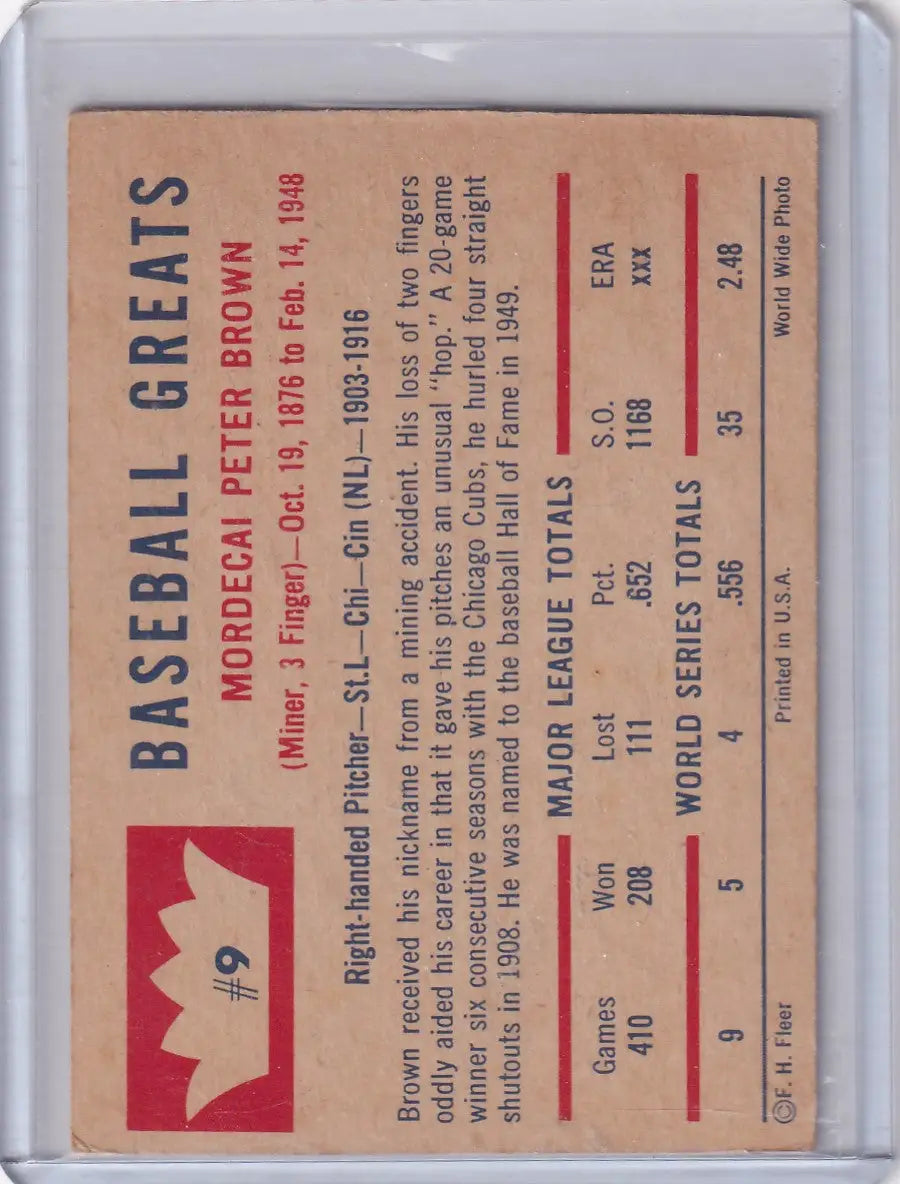 #9
BASEBALL GREATS
MORDECAI PETER BROWN
(Miner, 3 Finger)—Oct. 19, 1876 to Feb. 14, 1948
Right-handed Pitcher—St.L—Chi—Cin (NL)—1903-1916
Brown received his nickname from a mining accident. His loss of two fingers
oddly aided his career in that it gave his pitches an unusual "hop." A 20-game
winner six consecutive seasons with the Chicago Cubs, he hurled four straight
shutouts in 1908. He was named to the baseball Hall of Fame in 1949.
MAJOR LEAGUE TOTALS
Games Won Lost Pct. S.O. ERA
410 208 111 .652 1168 xxx
WORLD SERIES TOTALS
9 5 4 .556 35 2.48
©F. H. Fleer Printed in U.S.A. World Wide Photo